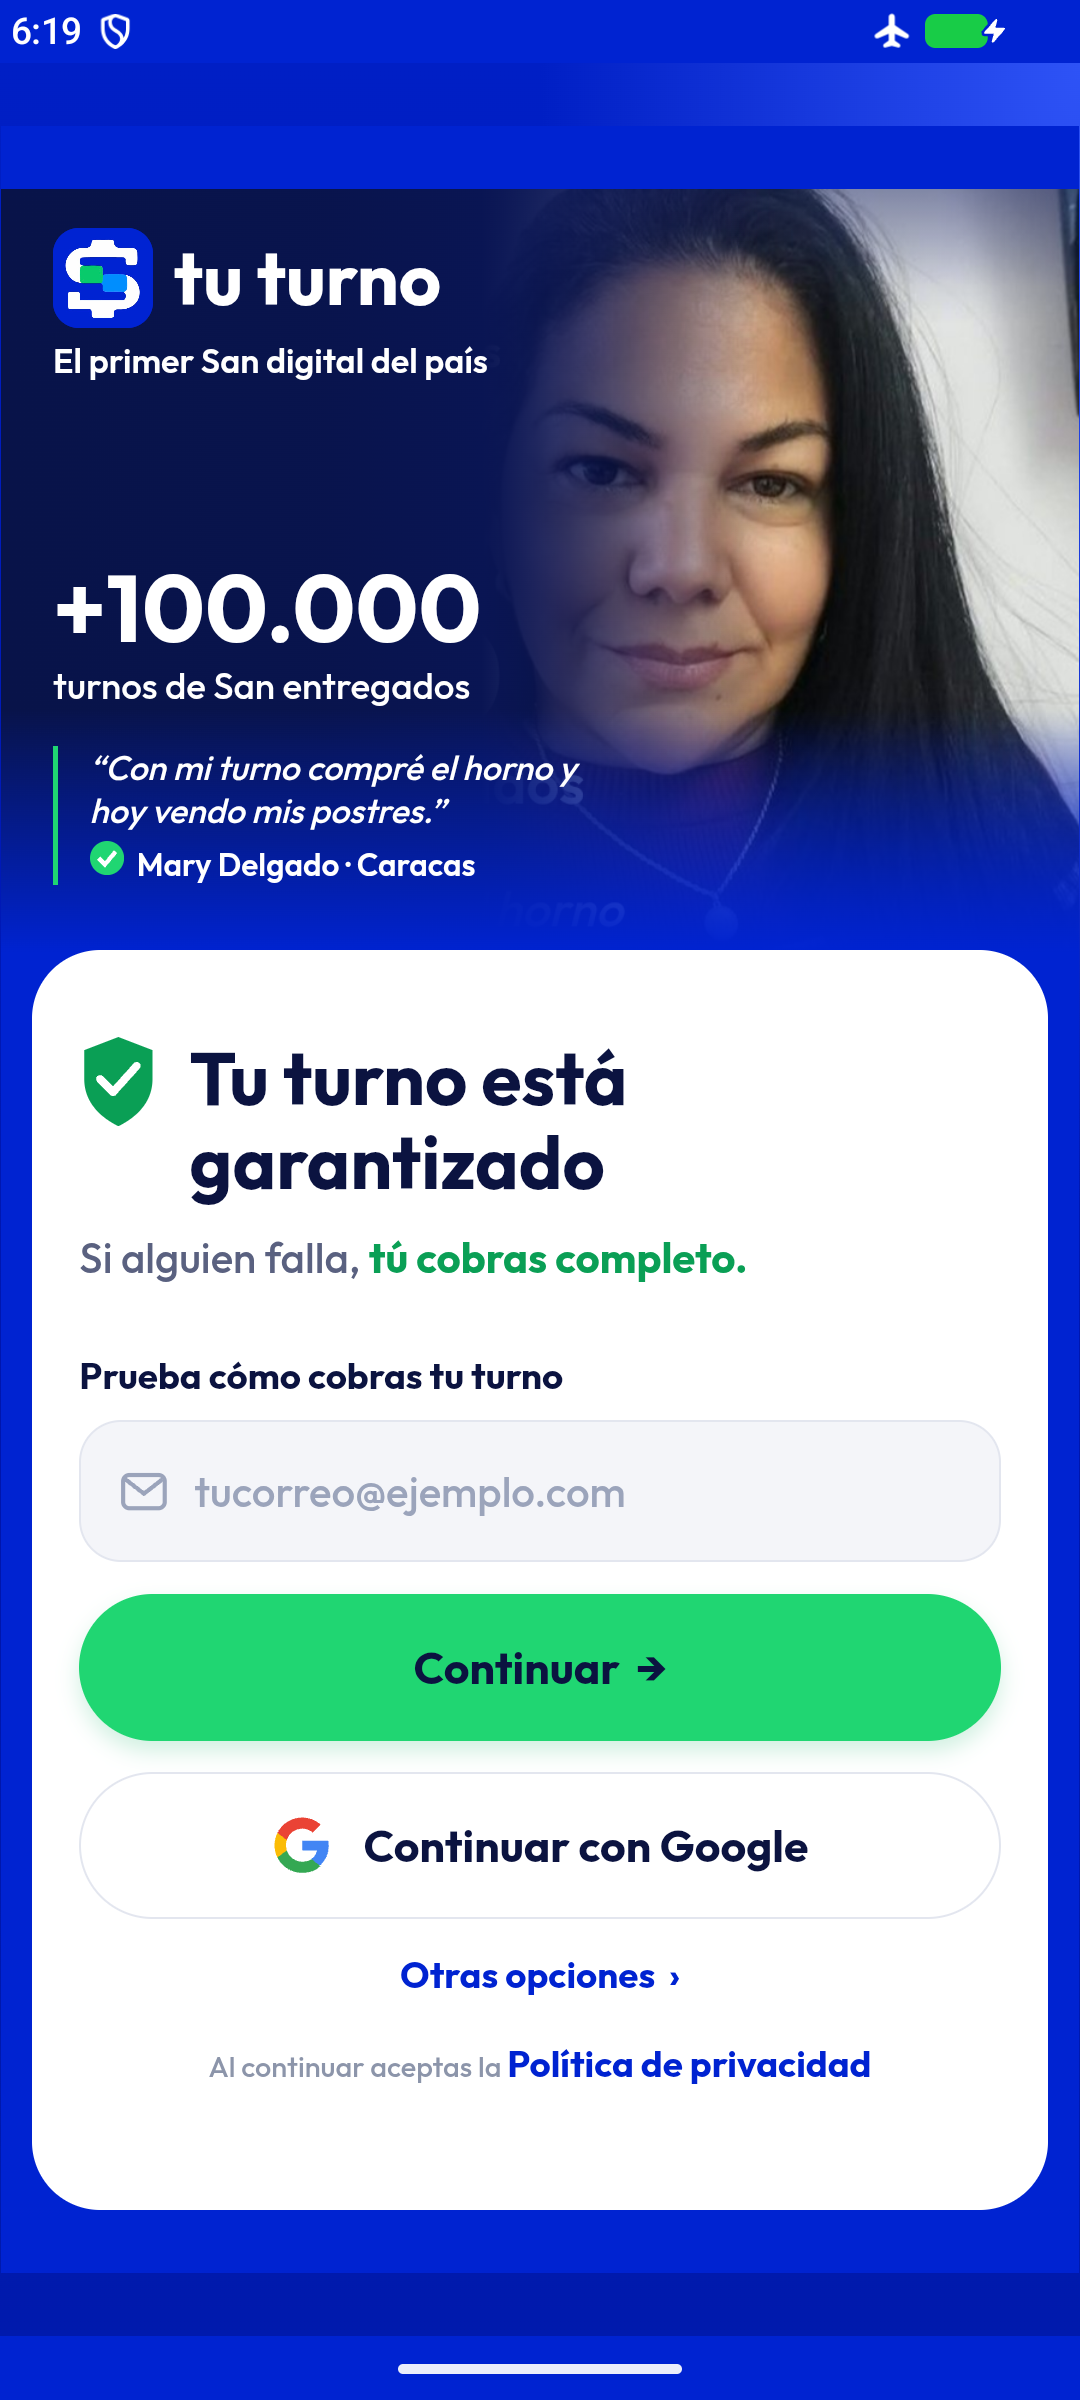 6:19
tu turno
El primer San digital del país
+100.000
turnos de San entregados
“Con mi turno compré el horno y
hoy vendo mis postres.”
Mary Delgado · Caracas
dos
horno
Tu turno está
garantizado
Si alguien falla, tú cobras completo.
Prueba cómo cobras tu turno
tucorreo@ejemplo.com
Continuar →
Continuar con Google
Otras opciones ›
Al continuar aceptas la Política de privacidad